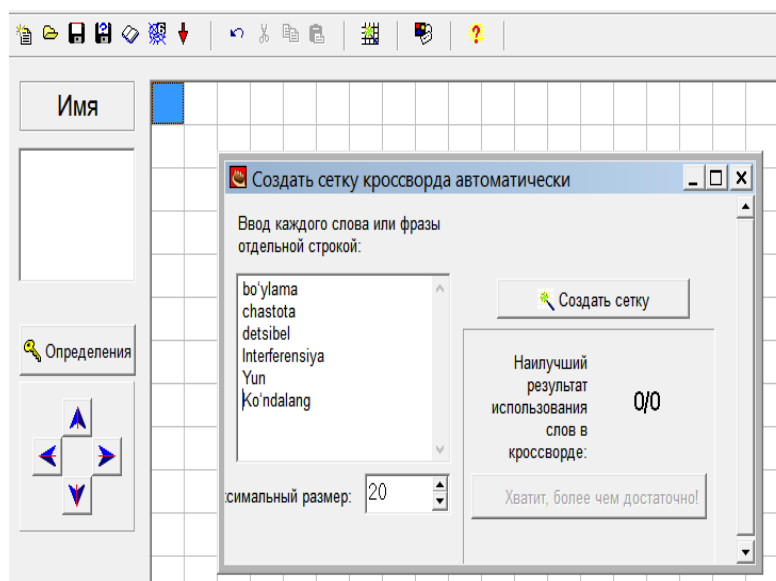 Имя
Создать сетку кроссворда автоматически
Ввод каждого слова или фразы
отдельной строкой:
bo'ylama
chastota
detsibel
Interferensiya
Yun
Ko'ndalang
Создать сетку
Определения
Наилучший
результат
использования
слов в
кроссворде:
0/0
ксимальный размер:
20
Хватит, более чем достаточно!